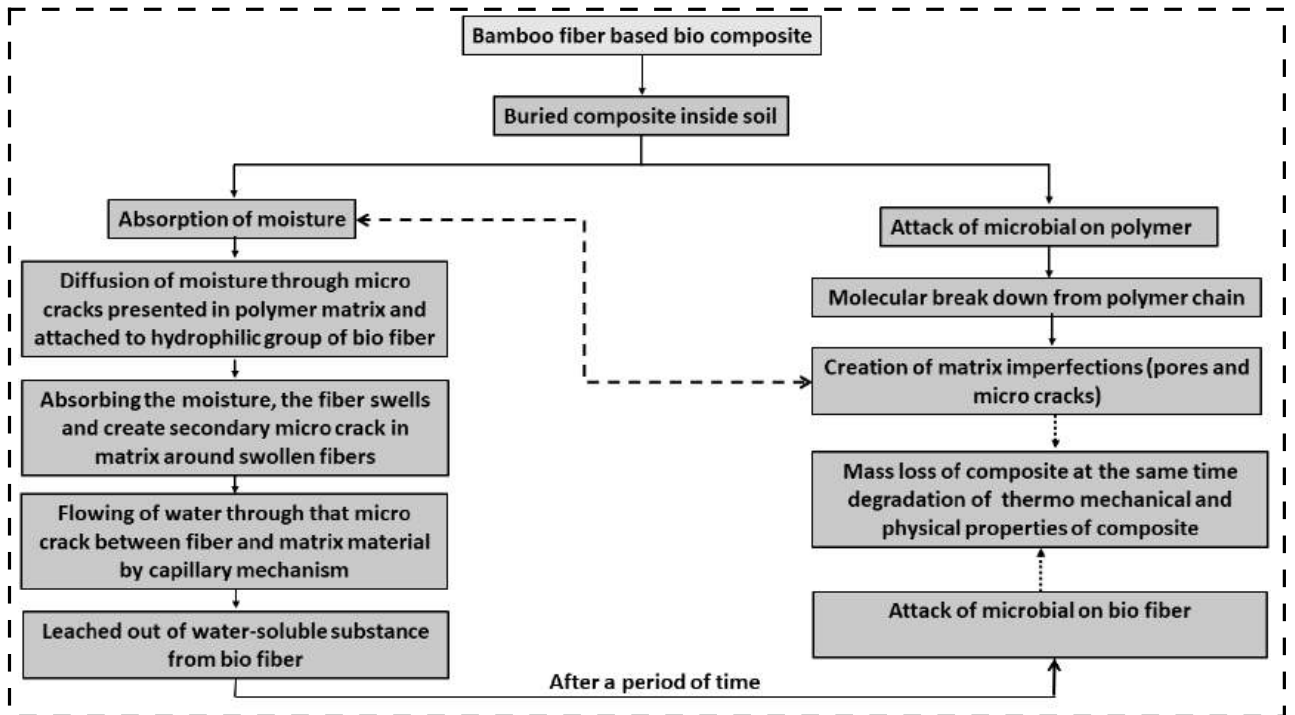 Bamboo fiber based bio composite
Buried composite inside soil
Absorption of moisture
Diffusion of moisture through micro
cracks presented in polymer matrix and
attached to hydrophilic group of bio fiber
Absorbing the moisture, the fiber swells
and create secondary micro crack in
matrix around swollen fibers
Flowing of water through that micro
crack between fiber and matrix material
by capillary mechanism
Leached out of water-soluble substance
from bio fiber
After a period of time
Attack of microbial on polymer
Molecular break down from polymer chain
Creation of matrix imperfections (pores and
micro cracks)
Mass loss of composite at the same time
degradation of thermo mechanical and
physical properties of composite
Attack of microbial on bio fiber